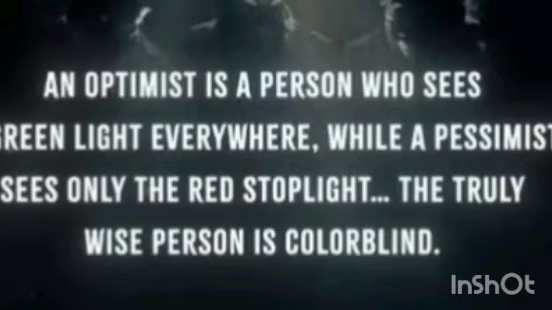 AN OPTIMIST IS A PERSON WHO SEES
GREEN LIGHT EVERYWHERE, WHILE A PESSIMIST
SEES ONLY THE RED STOPLIGHT... THE TRULY
WISE PERSON IS COLORBLIND.
InShOt